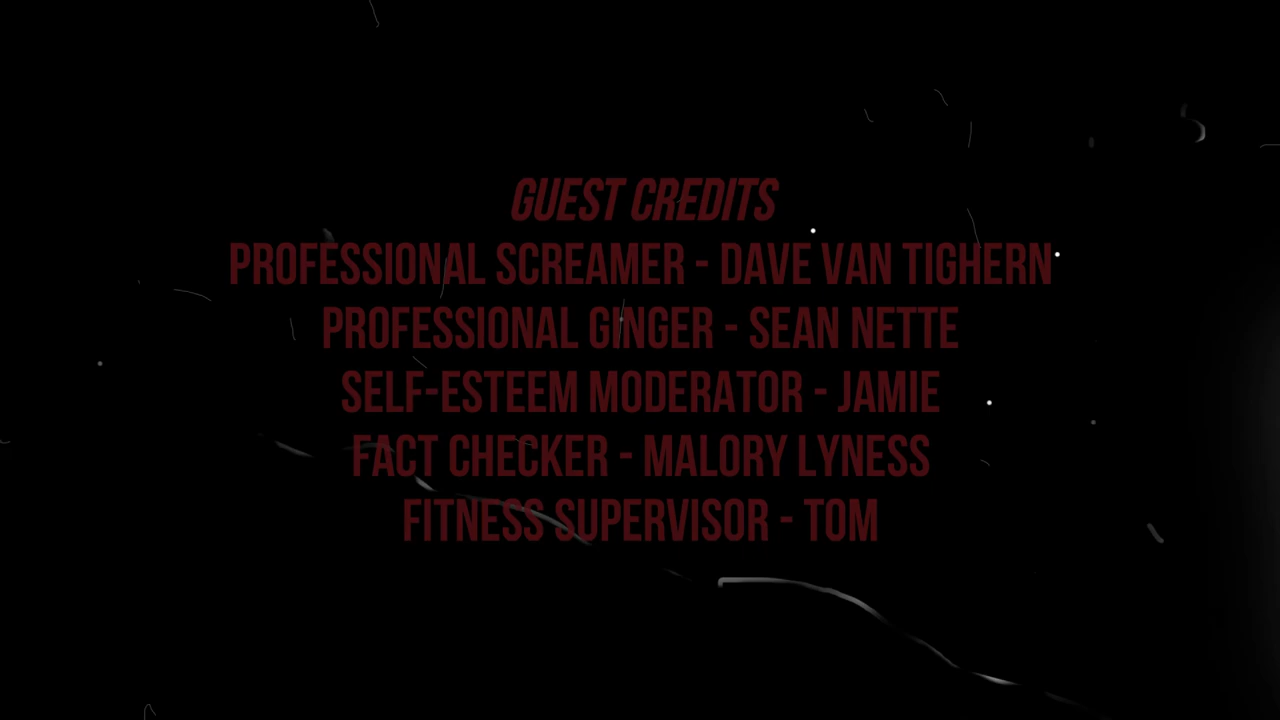 GUEST CREDITS
PROFESSIONAL SCREAMER - DAVE VAN TIGHERN
PROFESSIONAL GINGER - SEAN NETTE
SELF-ESTEEM MODERATOR - JAMIE
FACT CHECKER - MALORY LYNESS
FITNESS SUPERVISOR - TOM